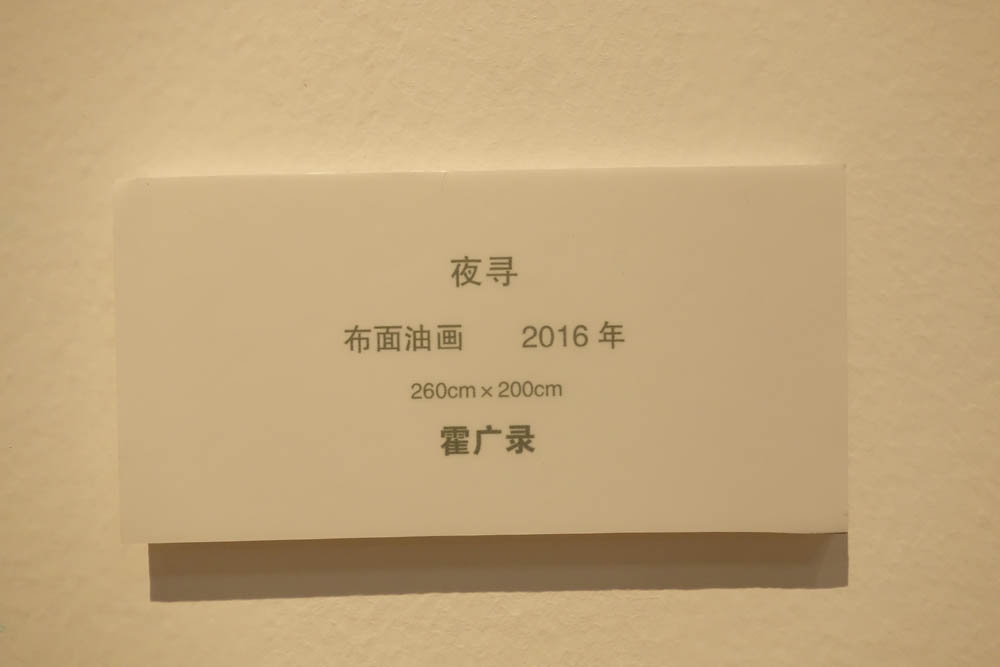 夜寻
布面油画 2016 年
260cm × 200cm
霍广录